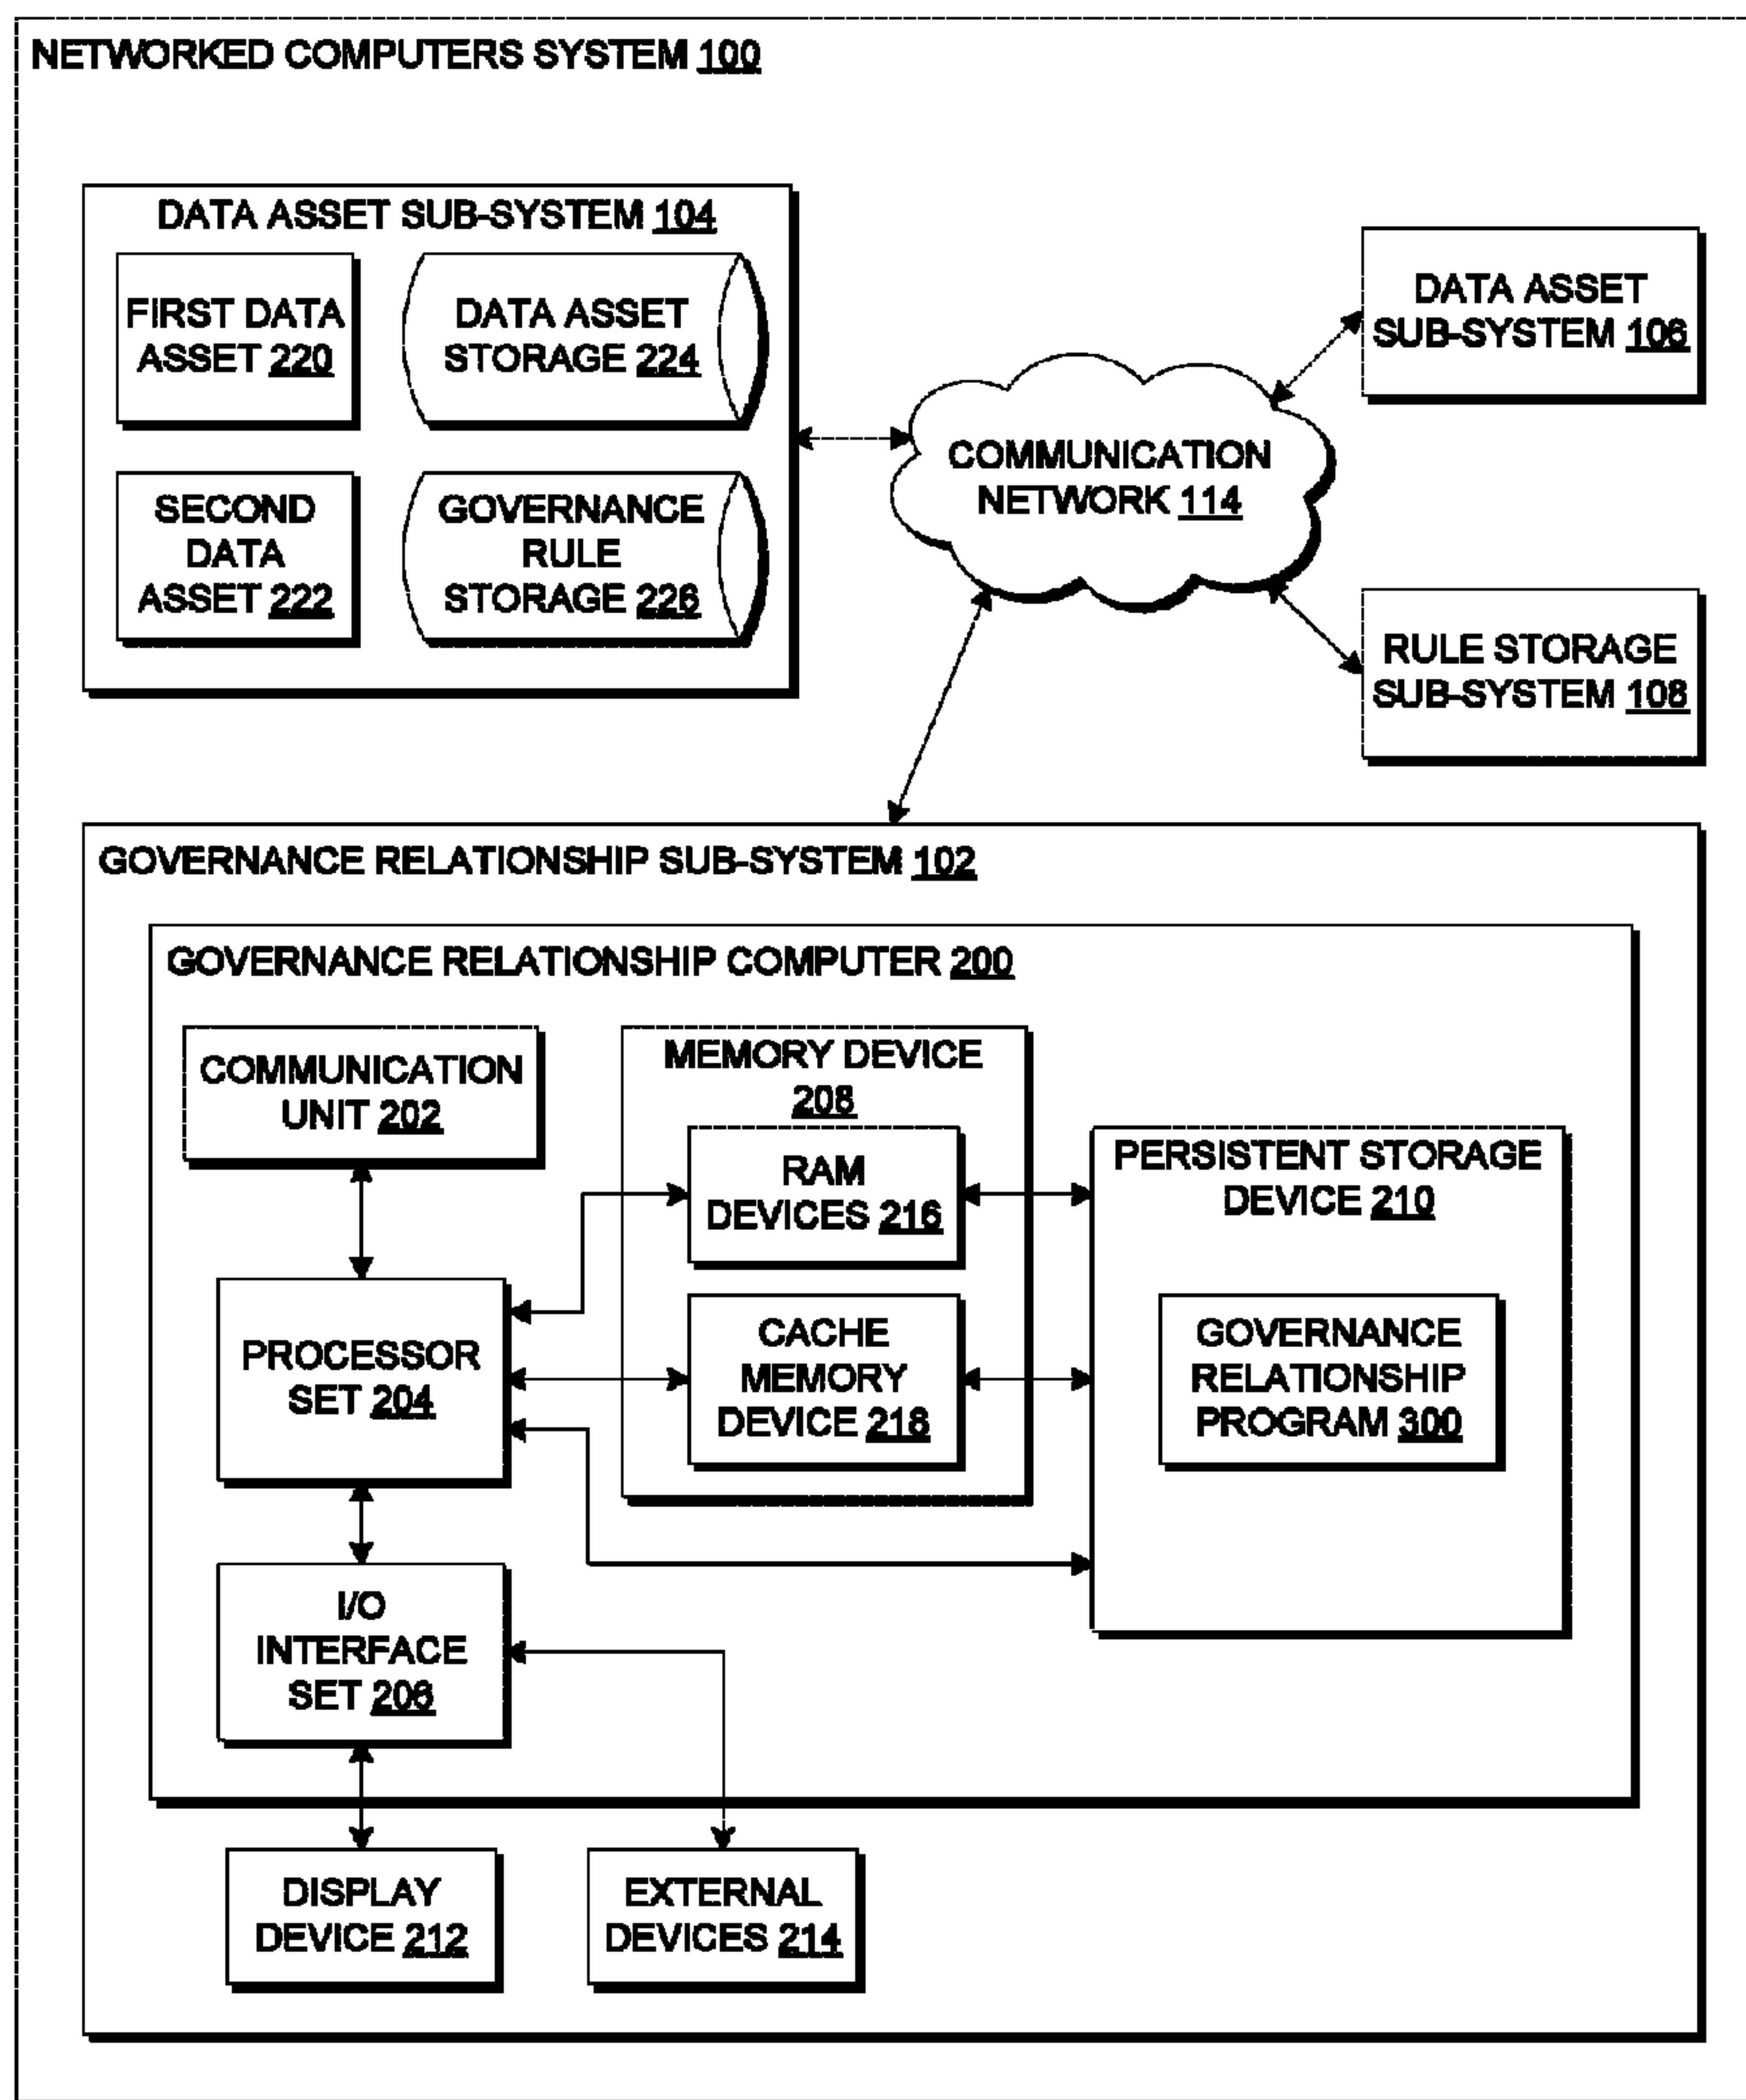 NETWORKED COMPUTERS SYSTEM 100
DATA ASSET SUB-SYSTEM 104
FIRST DATA
ASSET 220
DATA ASSET
STORAGE 224
SECOND
DATA
ASSET 222
GOVERNANCE
RULE
STORAGE 226
COMMUNICATION
NETWORK 114
DATA ASSET
SUB-SYSTEM 106
RULE STORAGE
SUB-SYSTEM 108
GOVERNANCE RELATIONSHIP SUB-SYSTEM 102
GOVERNANCE RELATIONSHIP COMPUTER 200
COMMUNICATION
UNIT 202
MEMORY DEVICE
208
RAM
DEVICES 216
PERSISTENT STORAGE
DEVICE 210
PROCESSOR
SET 204
CACHE
MEMORY
DEVICE 218
GOVERNANCE
RELATIONSHIP
PROGRAM 300
I/O
INTERFACE
SET 206
DISPLAY
DEVICE 212
EXTERNAL
DEVICES 214